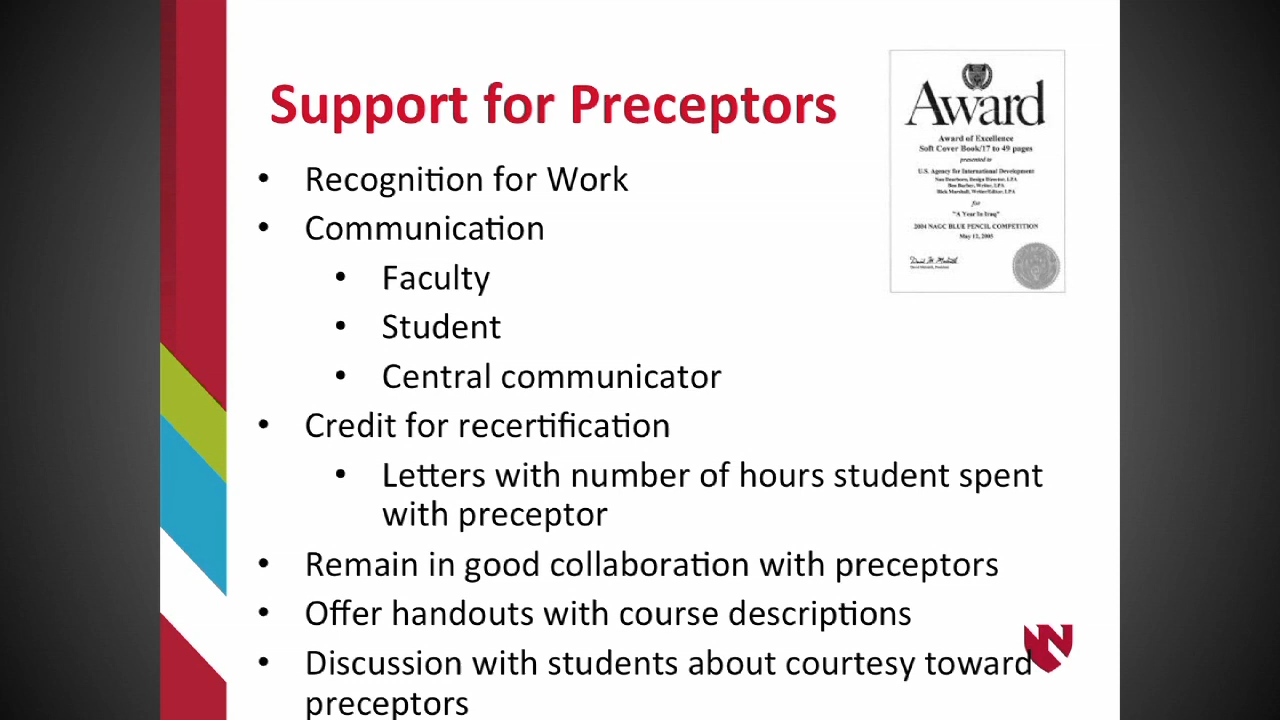 Support for Preceptors
• Recognition for Work
• Communication
• Faculty
• Student
• Central communicator
• Credit for recertification
• Letters with number of hours student spent
with preceptor
• Remain in good collaboration with preceptors
• Offer handouts with course descriptions
• Discussion with students about courtesy toward
preceptors
Award
Award of Excellence
Soft Cover Book/17 to 49 pages
presented to
U.S. Agency for International Development
for
"A Year In Iraq"
2004 NAGC BLUE PENCIL COMPETITION
May 12, 2005
N